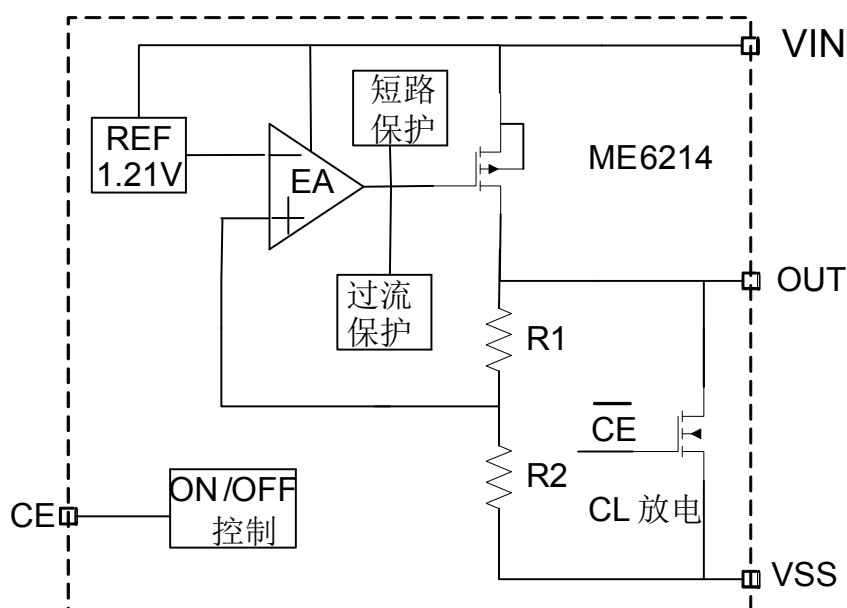 VIN
短路
保护
REF
1.21V
EA
ME6214
过流
保护
OUT
R1
CE
R2
ON/OFF
控制
CE
CL 放电
VSS